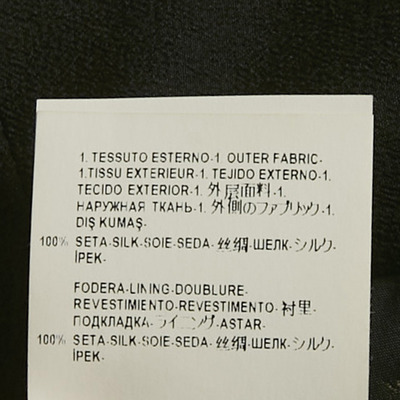 1. TESSUTO ESTERNO-1 OUTER FABRIC-
1.TISSU EXTERIEUR-1. TEJIDO EXTERNO-1.
TECIDO EXTERIOR-1. 外层面料-1.
НАРУЖНАЯ ТКАНЬ-1. 外側のファブリック-1.
DIŞ KUMAŞ-
100% SETA-SILK-SOIE-SEDA-丝绸-ШЕЛК-シルク-
İPEK-
FODERA-LINING-DOUBLURE-
REVESTIMIENTO-REVESTIMENTO-衬里-
ПОДКЛАДКА-ライニング-ASTAR-
100% SETA-SILK-SOIE-SEDA-丝绸-ШЕЛК-シルク-
İPEK-